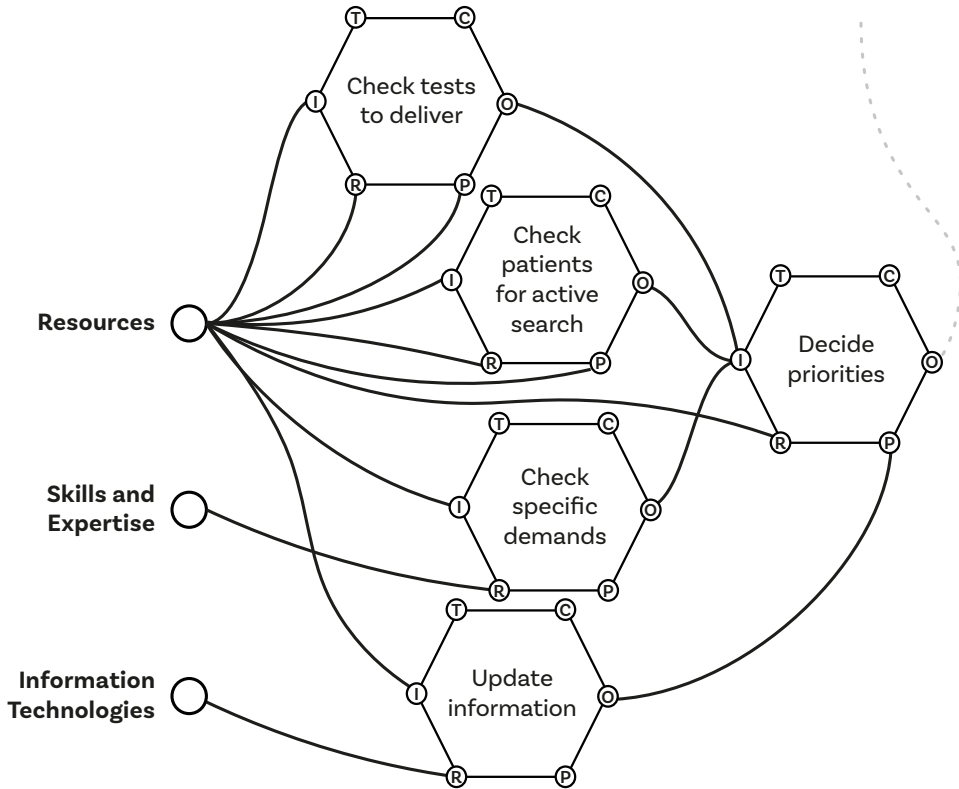 T
C
Check tests
to deliver
I
O
R
P
T
C
Check
patients
for active
search
I
O
R
P
Resources
T
C
Decide
priorities
I
O
R
P
T
C
Check
specific
demands
I
O
R
P
Skills and
Expertise
T
C
Update
information
I
O
R
P
Information
Technologies